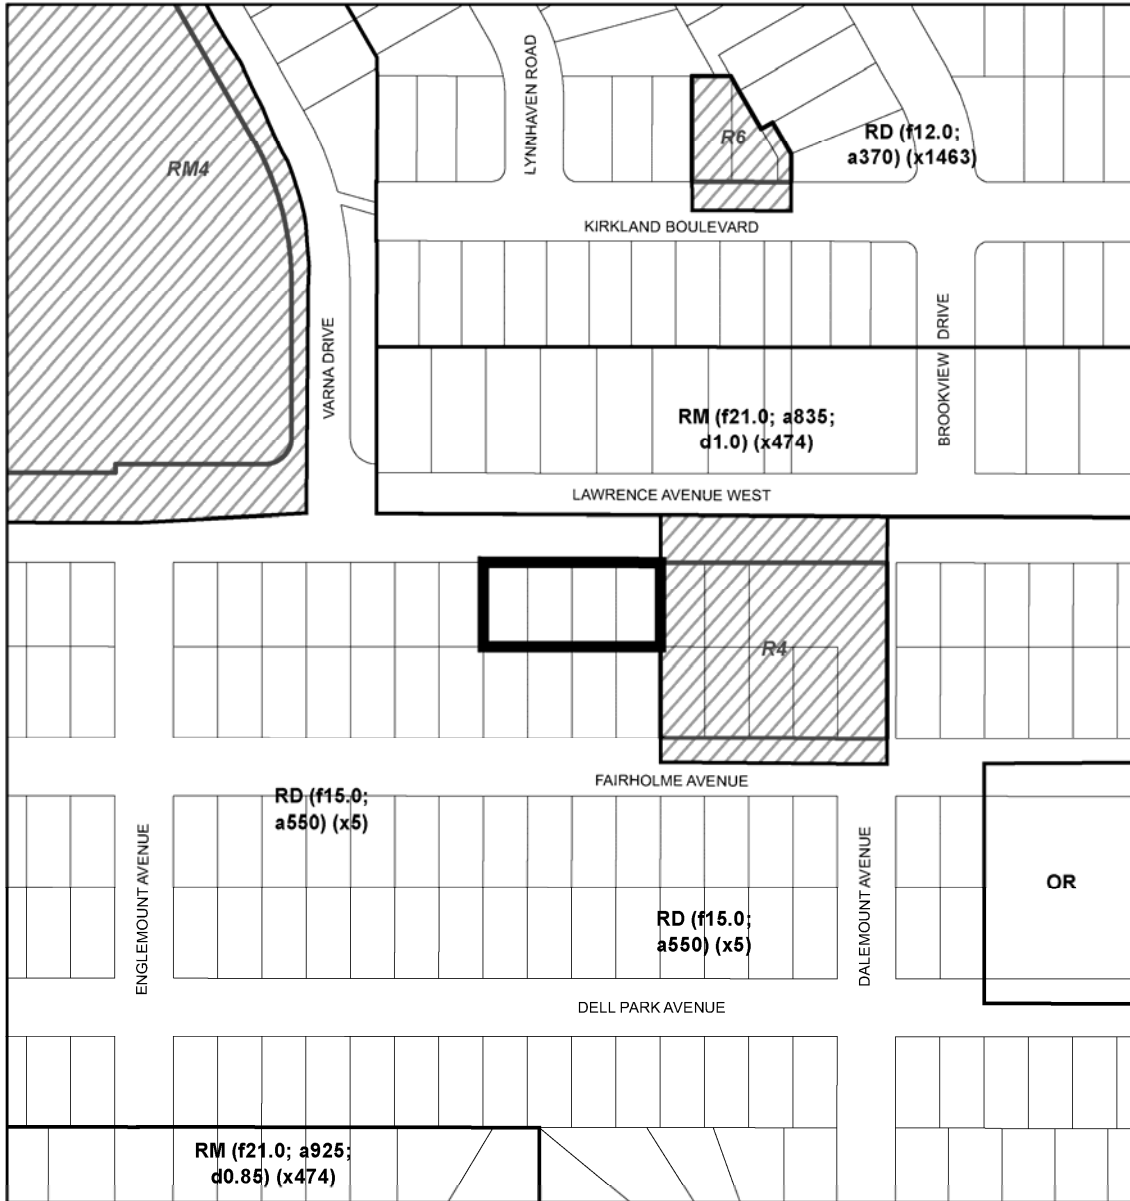 LYNNHAVEN ROAD
R6
RD (f12.0;
a370) (x1463)
RM4
KIRKLAND BOULEVARD
VARNA DRIVE
BROOKVIEW DRIVE
RM (f21.0; a835;
d1.0) (x474)
LAWRENCE AVENUE WEST
R4
FAIRHOLME AVENUE
RD (f15.0;
a550) (x5)
ENGLEMOUNT AVENUE
DALEMOUNT AVENUE
OR
RD (f15.0;
a550) (x5)
DELL PARK AVENUE
RM (f21.0; a925;
d0.85) (x474)